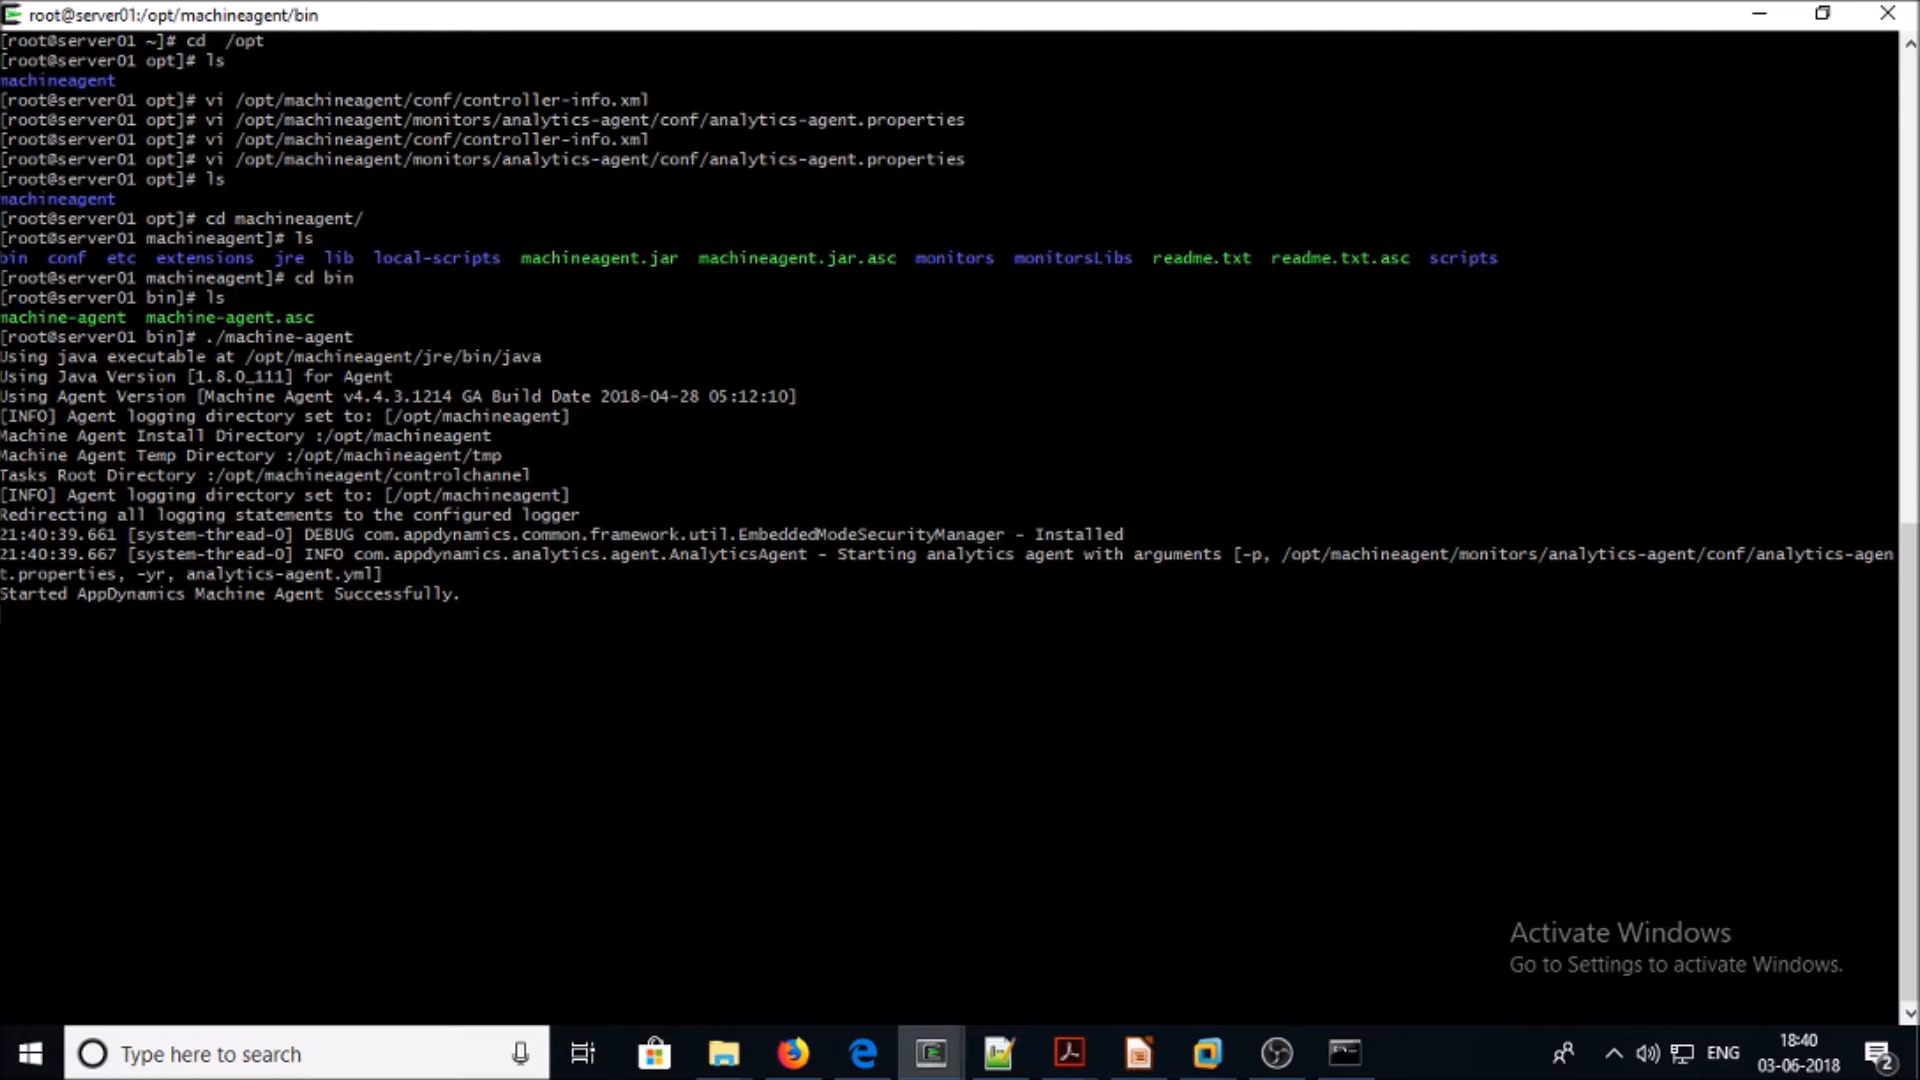 root@server01:/opt/machineagent/bin
[root@server01 ~]# cd  /opt
[root@server01 opt]# ls
machineagent
[root@server01 opt]# vi /opt/machineagent/conf/controller-info.xml
[root@server01 opt]# vi /opt/machineagent/monitors/analytics-agent/conf/analytics-agent.properties
[root@server01 opt]# vi /opt/machineagent/conf/controller-info.xml
[root@server01 opt]# vi /opt/machineagent/monitors/analytics-agent/conf/analytics-agent.properties
[root@server01 opt]# ls
machineagent
[root@server01 opt]# cd machineagent/
[root@server01 machineagent]# ls
bin  conf  etc  extensions  jre  lib  local-scripts  machineagent.jar  machineagent.jar.asc  monitors  monitorsLibs  readme.txt  readme.txt.asc  scripts
[root@server01 machineagent]# cd bin
[root@server01 bin]# ls
machine-agent  machine-agent.asc
[root@server01 bin]# ./machine-agent
Using java executable at /opt/machineagent/jre/bin/java
Using Java Version [1.8.0_111] for Agent
Using Agent Version [Machine Agent v4.4.3.1214 GA Build Date 2018-04-28 05:12:10]
[INFO] Agent logging directory set to: [/opt/machineagent]
Machine Agent Install Directory :/opt/machineagent
Machine Agent Temp Directory :/opt/machineagent/tmp
Tasks Root Directory :/opt/machineagent/controlchannel
[INFO] Agent logging directory set to: [/opt/machineagent]
Redirecting all logging statements to the configured logger
21:40:39.661 [system-thread-0] DEBUG com.appdynamics.common.framework.util.EmbeddedModeSecurityManager - Installed
21:40:39.667 [system-thread-0] INFO com.appdynamics.analytics.agent.AnalyticsAgent - Starting analytics agent with arguments [-p, /opt/machineagent/monitors/analytics-agent/conf/analytics-agen
t.properties, -yr, analytics-agent.yml]
Started AppDynamics Machine Agent Successfully.
Activate Windows
Go to Settings to activate Windows.
Type here to search
ENG
18:40
03-06-2018
2